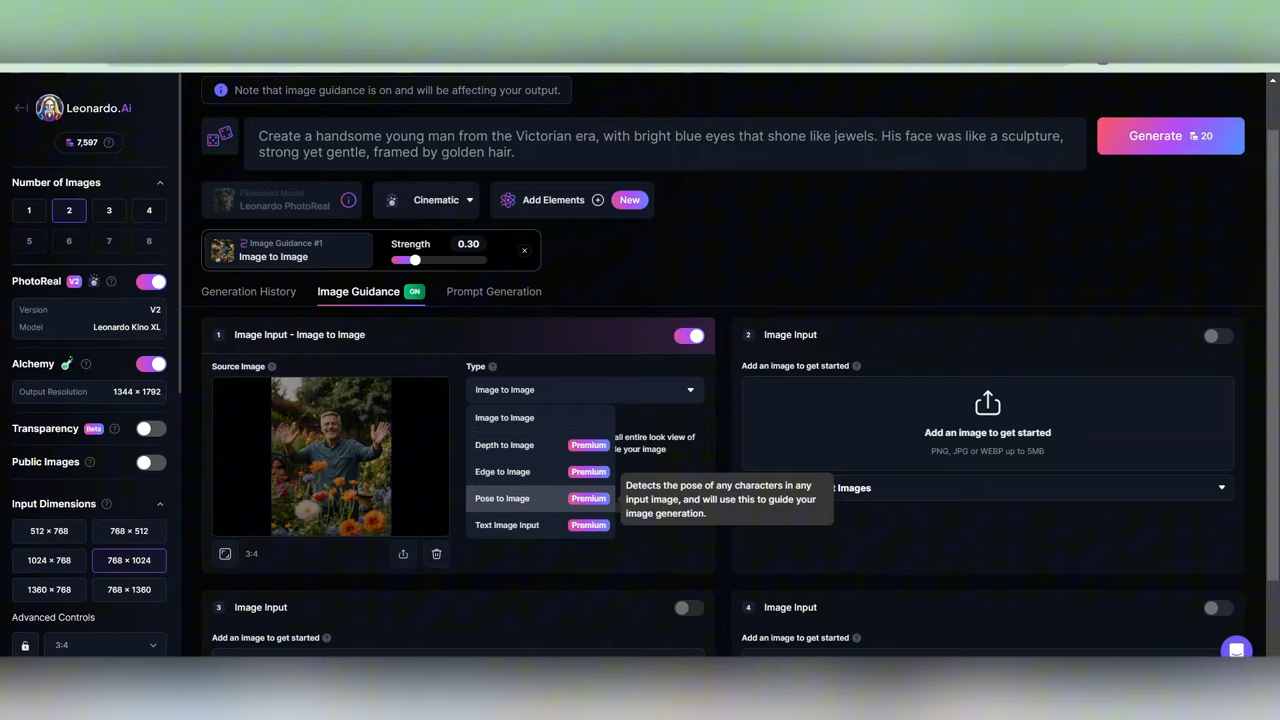 Leonardo.Ai
7,597
Number of Images
1 2 3 4
5 6 7 8
PhotoReal V2
Version V2
Model Leonardo Kino XL
Alchemy
Output Resolution 1344 × 1792
Transparency Beta
Public Images
Input Dimensions
512 × 768 768 × 512
1024 × 768 768 × 1024
1360 × 768 768 × 1360
Advanced Controls
3:4
Note that image guidance is on and will be affecting your output.
Create a handsome young man from the Victorian era, with bright blue eyes that shone like jewels. His face was like a sculpture,
strong yet gentle, framed by golden hair.
Generate 20
Finetuned Model
Leonardo PhotoReal
Cinematic
Add Elements New
Image Guidance #1
Image to Image
Strength 0.30
Generation History Image Guidance ON Prompt Generation
1 Image Input - Image to Image
Source Image
3:4
Type
Image to Image
Image to Image
Depth to Image Premium
Edge to Image Premium
Pose to Image Premium
Text Image Input Premium
all entire look view of
your image
Detects the pose of any characters in any
input image, and will use this to guide your
image generation.
2 Image Input
Add an image to get started
Add an image to get started
PNG, JPG or WEBP up to 5MB
Images
3 Image Input
Add an image to get started
4 Image Input
Add an image to get started